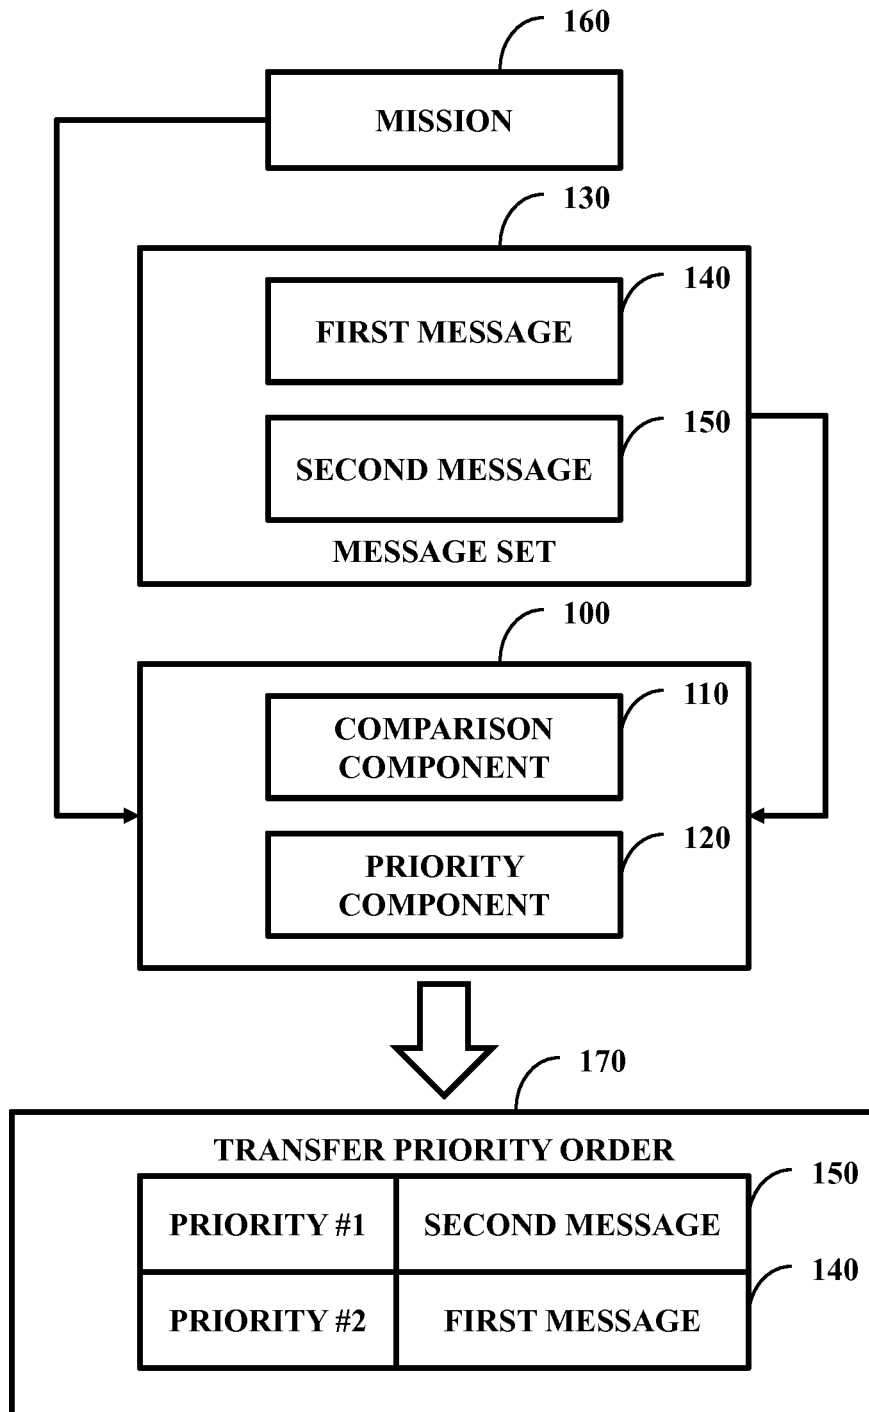 160
MISSION
130
140
FIRST MESSAGE
150
SECOND MESSAGE
MESSAGE SET
100
110
COMPARISON
COMPONENT
120
PRIORITY
COMPONENT
170
TRANSFER PRIORITY ORDER
150
PRIORITY #1 SECOND MESSAGE
140
PRIORITY #2 FIRST MESSAGE